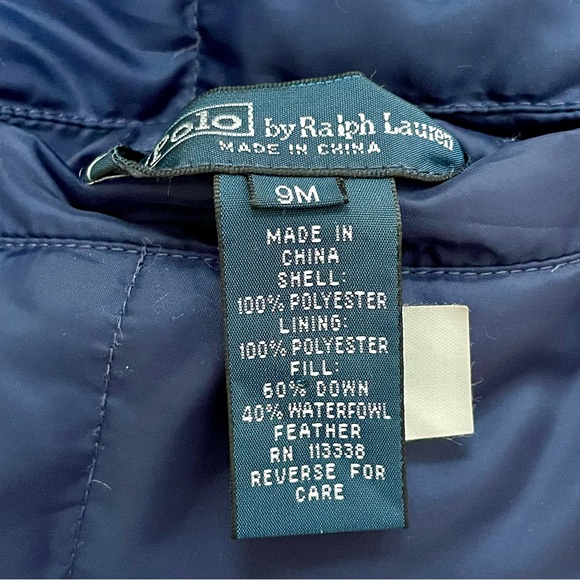 Polo by Ralph Lauren
MADE IN CHINA
9M
MADE IN
CHINA
SHELL:
100% POLYESTER
LINING:
100% POLYESTER
FILL:
60% DOWN
40% WATERFOWL
FEATHER
RN 113338
REVERSE FOR
CARE